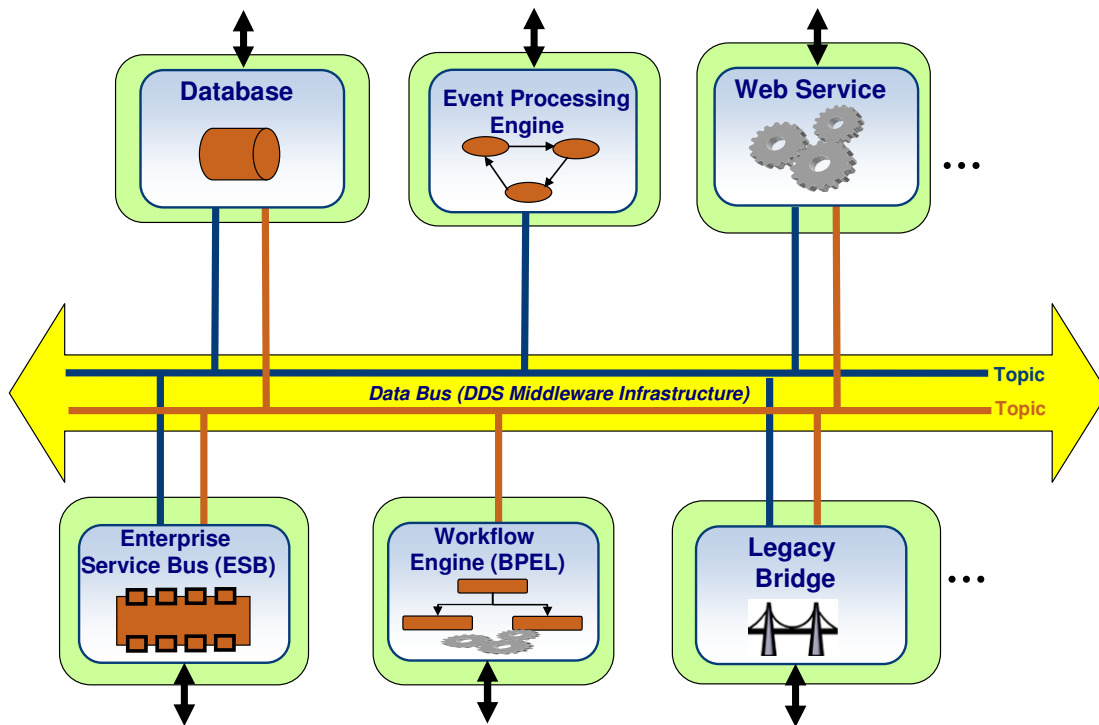 Database
Event Processing
Engine
Web Service
...
Topic
Data Bus (DDS Middleware Infrastructure)
Topic
Enterprise
Service Bus (ESB)
Workflow
Engine (BPEL)
Legacy
Bridge
...